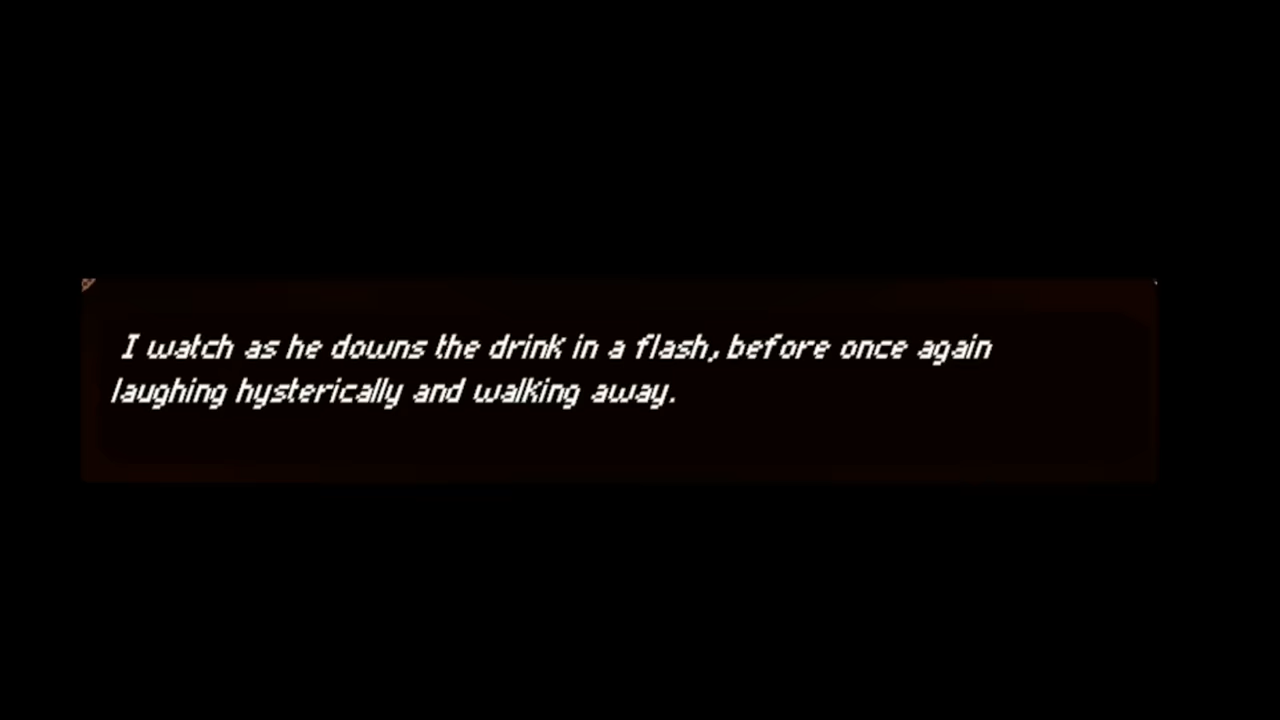 I watch as he downs the drink in a flash, before once again
laughing hysterically and walking away.